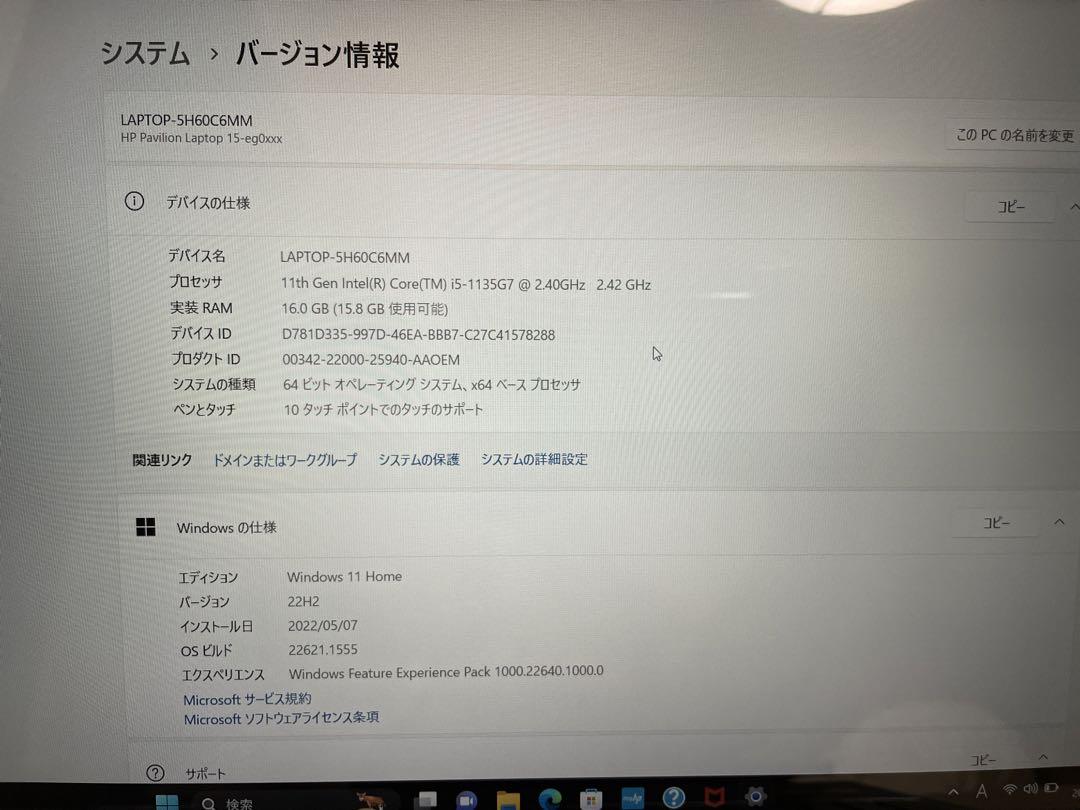 システム › バージョン情報
LAPTOP-5H60C6MM
HP Pavilion Laptop 15-eg0xxx
この PC の名前を変更
デバイスの仕様
コピー
デバイス名 LAPTOP-5H60C6MM
プロセッサ 11th Gen Intel(R) Core(TM) i5-1135G7 @ 2.40GHz 2.42 GHz
実装 RAM 16.0 GB (15.8 GB 使用可能)
デバイス ID D781D335-997D-46EA-BBB7-C27C41578288
プロダクト ID 00342-22000-25940-AAOEM
システムの種類 64 ビット オペレーティング システム、x64 ベース プロセッサ
ペンとタッチ 10 タッチ ポイントでのタッチのサポート
関連リンク ドメインまたはワークグループ システムの保護 システムの詳細設定
Windows の仕様
コピー
エディション Windows 11 Home
バージョン 22H2
インストール日 2022/05/07
OS ビルド 22621.1555
エクスペリエンス Windows Feature Experience Pack 1000.22640.1000.0
Microsoft サービス規約
Microsoft ソフトウェアライセンス条項
サポート
コピー
検索
A